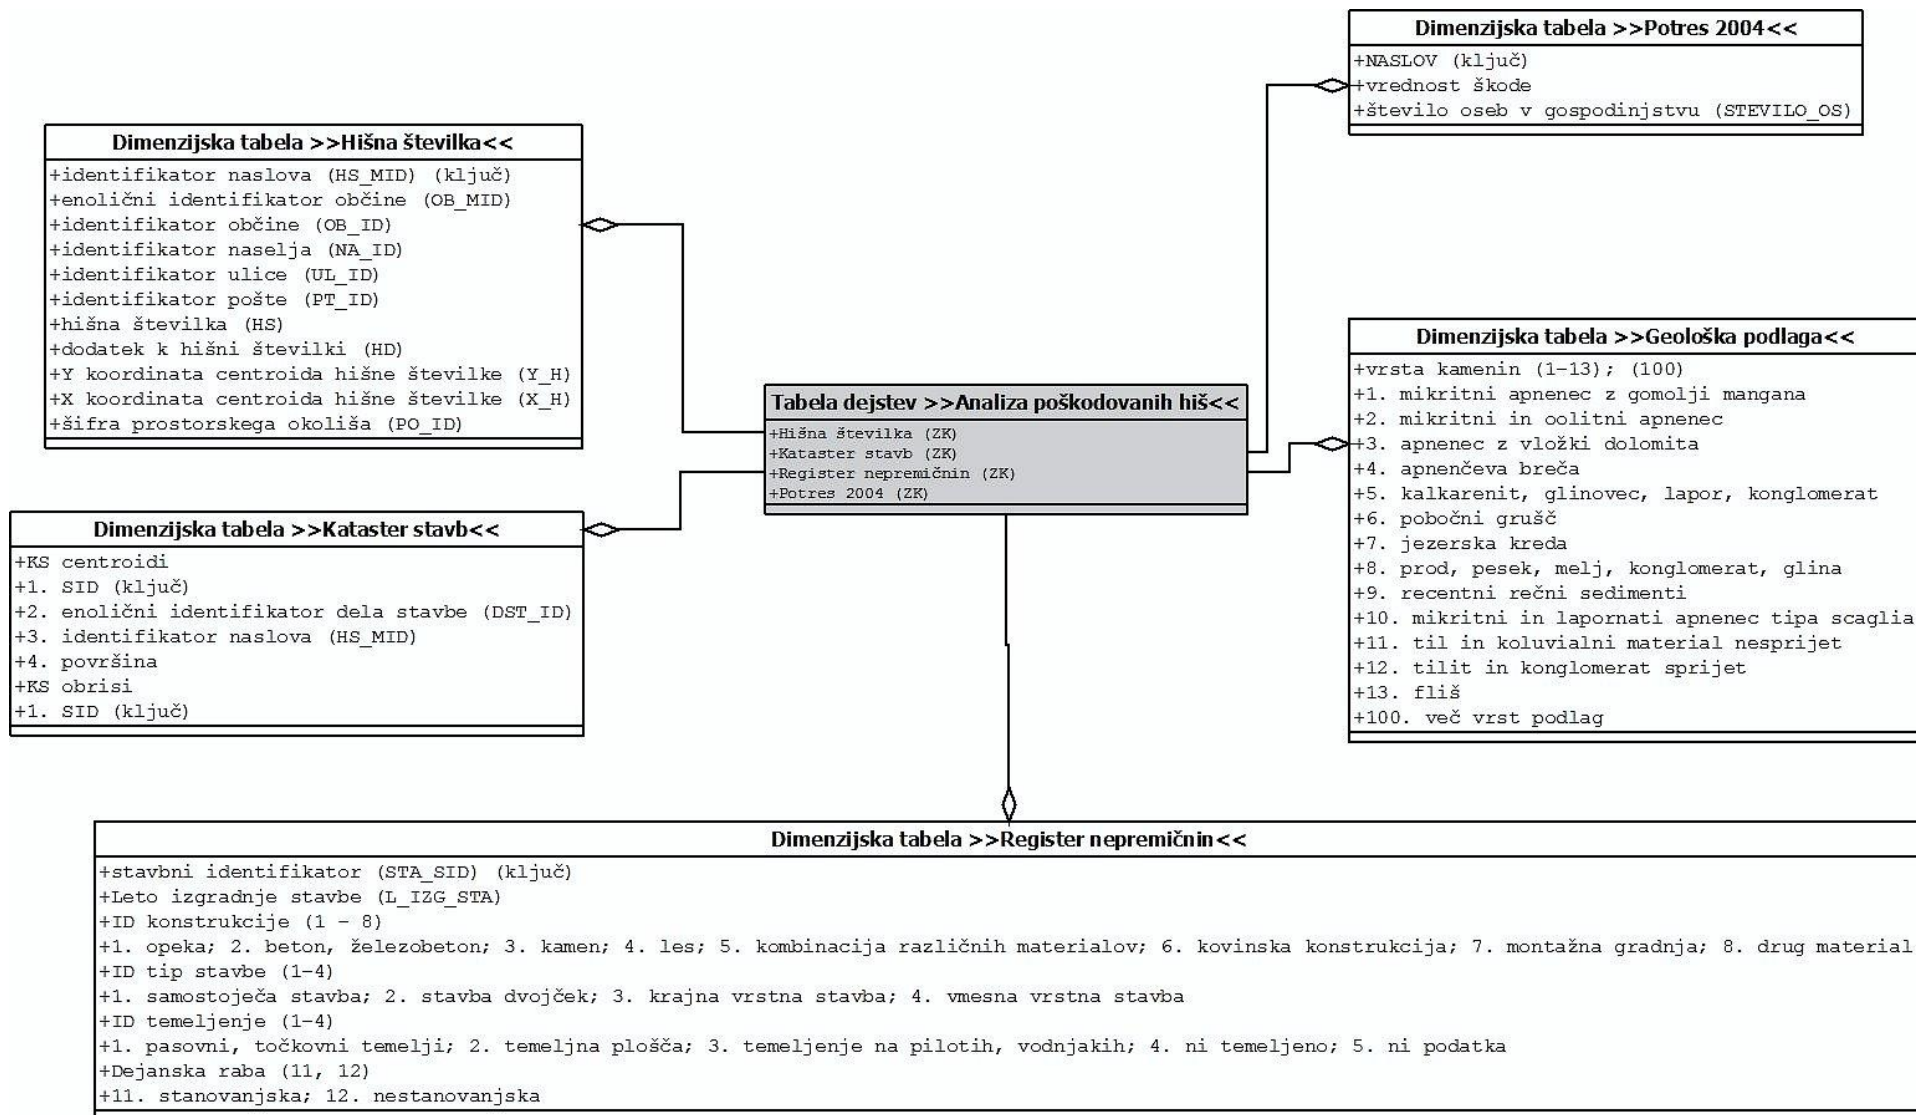 Dimenzijska tabela >>Potres 2004<<
+NASLOV (ključ)
+vrednost škode
+število oseb v gospodinjstvu (STEVILO_OS)
Dimenzijska tabela >>Hišna številka<<
+identifikator naslova (HS_MID) (ključ)
+enolični identifikator občine (OB_MID)
+identifikator občine (OB_ID)
+identifikator naselja (NA_ID)
+identifikator ulice (UL_ID)
+identifikator pošte (PT_ID)
+hišna številka (HS)
+dodatek k hišni številki (HD)
+Y koordinata centroida hišne številke (Y_H)
+X koordinata centroida hišne številke (X_H)
+šifra prostorskega okoliša (PO_ID)
Tabela dejstev >>Analiza poškodovanih hiš<<
+Hišna številka (ZK)
+Kataster stavb (ZK)
+Register nepremičnin (ZK)
+Potres 2004 (ZK)
Dimenzijska tabela >>Geološka podlaga<<
+vrsta kamenin (1-13); (100)
+1. mikritni apnenec z gomolji mangana
+2. mikritni in oolitni apnenec
+3. apnenec z vložki dolomita
+4. apnenčeva breča
+5. kalkarenit, glinovec, lapor, konglomerat
+6. pobočni grušč
+7. jezerska kreda
+8. prod, pesek, melj, konglomerat, glina
+9. recentni rečni sedimenti
+10. mikritni in lapornati apnenec tipa scaglia
+11. til in koluvialni material nesprijet
+12. tilit in konglomerat sprijet
+13. fliš
+100. več vrst podlag
Dimenzijska tabela >>Kataster stavb<<
+KS centroidi
+1. SID (ključ)
+2. enolični identifikator dela stavbe (DST_ID)
+3. identifikator naslova (HS_MID)
+4. površina
+KS obrisi
+1. SID (ključ)
Dimenzijska tabela >>Register nepremičnin<<
+stavbni identifikator (STA_SID) (ključ)
+Leto izgradnje stavbe (L_IZG_STA)
+ID konstrukcije (1 - 8)
+1. opeka; 2. beton, železobeton; 3. kamen; 4. les; 5. kombinacija različnih materialov; 6. kovinska konstrukcija; 7. montažna gradnja; 8. drug material
+ID tip stavbe (1-4)
+1. samostoječa stavba; 2. stavba dvojček; 3. krajna vrstna stavba; 4. vmesna vrstna stavba
+ID temeljenje (1-4)
+1. pasovni, točkovni temelji; 2. temeljna plošča; 3. temeljenje na pilotih, vodnjakih; 4. ni temeljeno; 5. ni podatka
+Dejanska raba (11, 12)
+11. stanovanjska; 12. nestanovanjska